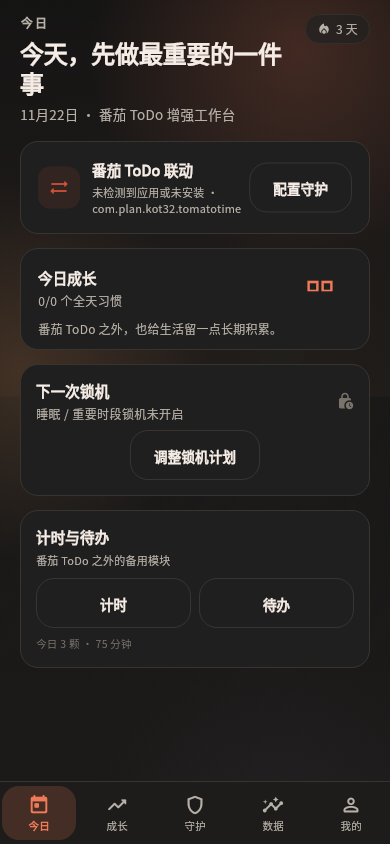 今日
3 天
今天，先做最重要的一件
事
11月22日 · 番茄 ToDo 增强工作台
番茄 ToDo 联动
未检测到应用或未安装 ·
com.plan.kot32.tomatotime
配置守护
今日成长
0/0 个全天习惯
番茄 ToDo 之外，也给生活留一点长期积累。
下一次锁机
睡眠 / 重要时段锁机未开启
调整锁机计划
计时与待办
番茄 ToDo 之外的备用模块
计时
待办
今日 3 颗 · 75 分钟
今日
成长
守护
数据
我的